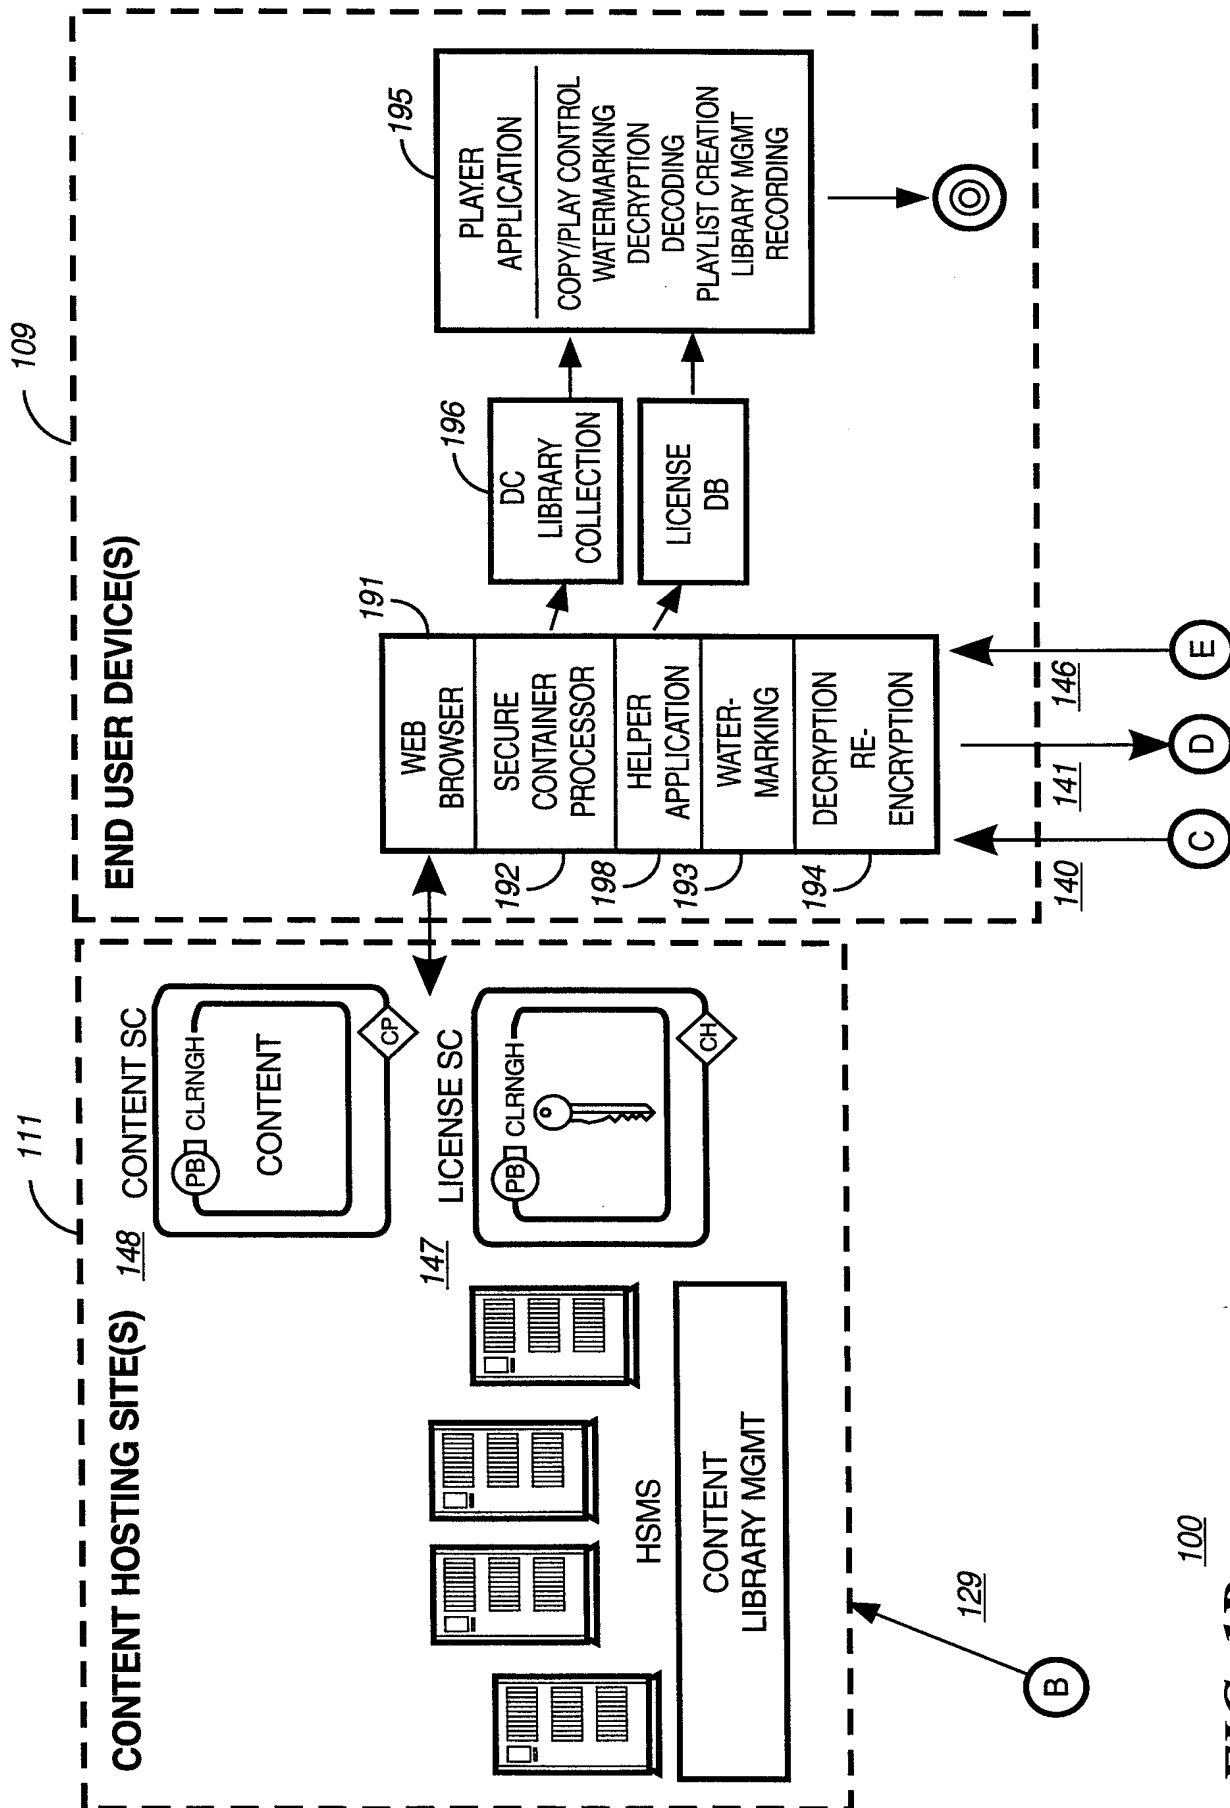 111
109
CONTENT HOSTING SITE(S)
148
CONTENT SC
PB
CLRNGH
CONTENT
CP
147
LICENSE SC
PB
CLRNGH
CH
HSMS
CONTENT
LIBRARY MGMT
129
B
END USER DEVICE(S)
191
WEB
BROWSER
192
SECURE
CONTAINER
PROCESSOR
198
HELPER
APPLICATION
193
WATER-
MARKING
194
DECRYPTION
RE-
ENCRYPTION
196
DC
LIBRARY
COLLECTION
LICENSE
DB
195
PLAYER
APPLICATION
COPY/PLAY CONTROL
WATERMARKING
DECRYPTION
DECODING
PLAYLIST CREATION
LIBRARY MGMT
RECORDING
140
141
146
C
D
E
100